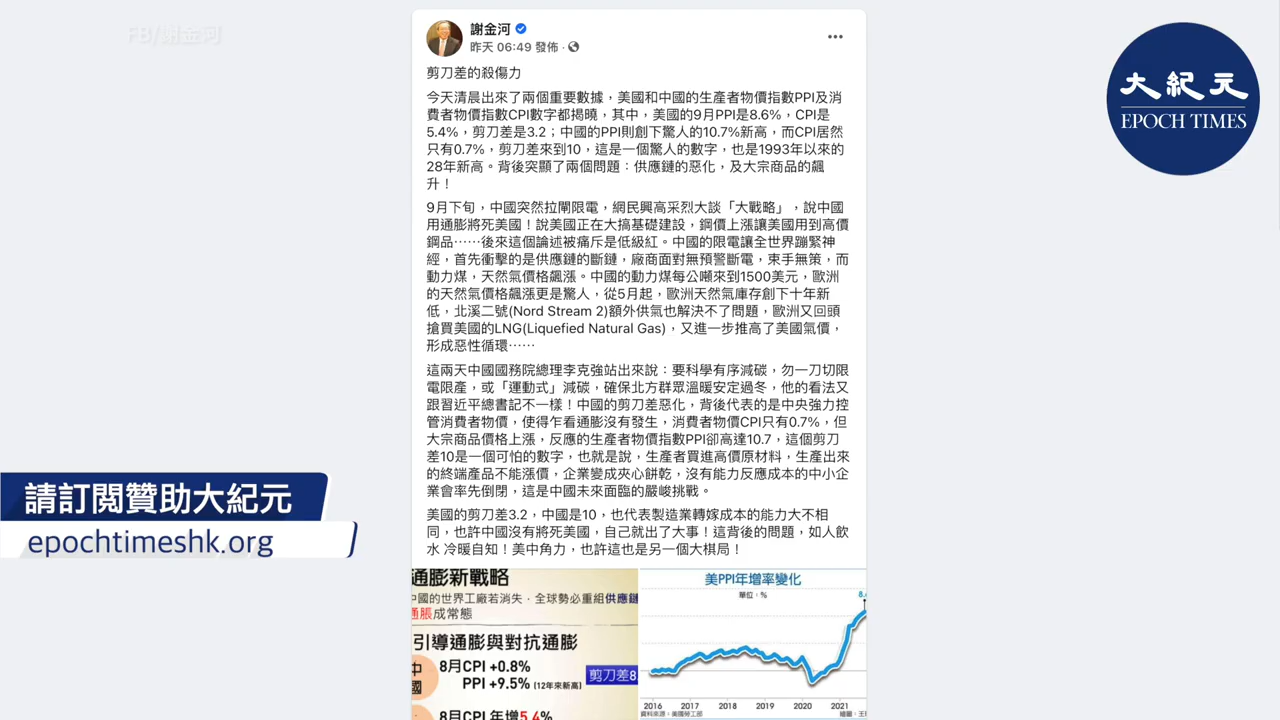 FB/謝金河
謝金河
昨天 06:49 發佈 ·
剪刀差的殺傷力
今天清晨出來了兩個重要數據，美國和中國的生產者物價指數PPI及消
費者物價指數CPI數字都揭曉，其中，美國的9月PPI是8.6%，CPI是
5.4%，剪刀差是3.2；中國的PPI則創下驚人的10.7%新高，而CPI居然
只有0.7%，剪刀差來到10，這是一個驚人的數字，也是1993年以來的
28年新高。背後突顯了兩個問題：供應鏈的惡化，及大宗商品的飆
升！
9月下旬，中國突然拉閘限電，網民興高采烈大談「大戰略」，說中國
用通膨將死美國！說美國正在大搞基礎建設，鋼價上漲讓美國用到高價
鋼品⋯⋯後來這個論述被痛斥是低級紅。中國的限電讓全世界蹦緊神
經，首先衝擊的是供應鏈的斷鏈，廠商面對無預警斷電，束手無策，而
動力煤，天然氣價格飆漲。中國的動力煤每公噸來到1500美元，歐洲
的天然氣價格飆漲更是驚人，從5月起，歐洲天然氣庫存創下十年新
低，北溪二號(Nord Stream 2)額外供氣也解決不了問題，歐洲又回頭
搶買美國的LNG(Liquefied Natural Gas)，又進一步推高了美國氣價，
形成惡性循環⋯⋯
這兩天中國國務院總理李克強站出來說：要科學有序減碳，勿一刀切限
電限產，或「運動式」減碳，確保北方群眾溫暖安定過冬，他的看法又
跟習近平總書記不一樣！中國的剪刀差惡化，背後代表的是中央強力控
管消費者物價，使得乍看通膨沒有發生，消費者物價CPI只有0.7%，但
大宗商品價格上漲，反應的生產者物價指數PPI卻高達10.7，這個剪刀
差10是一個可怕的數字，也就是說，生產者買進高價原材料，生產出來
的終端產品不能漲價，企業變成夾心餅乾，沒有能力反應成本的中小企
業會率先倒閉，這是中國未來面臨的嚴峻挑戰。
美國的剪刀差3.2，中國是10，也代表製造業轉嫁成本的能力大不相
同，也許中國沒有將死美國，自己就出了大事！這背後的問題，如人飲
水 冷暖自知！美中角力，也許這也是另一個大棋局！
通膨新戰略
中國的世界工廠若消失，全球勢必重組供應鏈
通膨成常態
引導通膨與對抗通膨
中國
8月CPI +0.8%
PPI +9.5% (12年來新高)
剪刀差8.
8月CPI 年增5.4%
美PPI年增率變化
單位：%
8.
2016 2017 2018 2019 2020 2021
資料來源：美國勞工部
繪圖：王
大紀元
EPOCH TIMES
請訂閱贊助大紀元
epochtimeshk.org